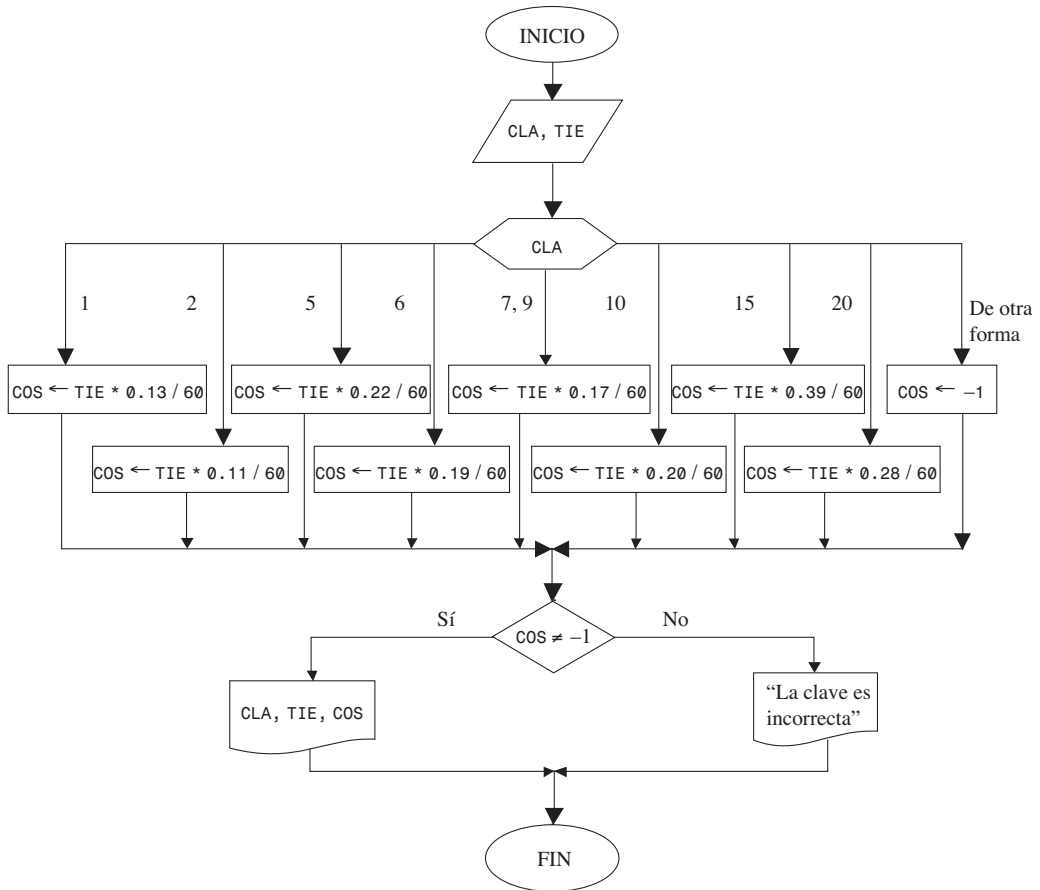 INICIO
CLA, TIE
CLA
1
2
5
6
7, 9
10
15
20
De otra
forma
COS ← TIE * 0.13 / 60
COS ← TIE * 0.22 / 60
COS ← TIE * 0.17 / 60
COS ← TIE * 0.39 / 60
COS ← –1
COS ← TIE * 0.11 / 60
COS ← TIE * 0.19 / 60
COS ← TIE * 0.20 / 60
COS ← TIE * 0.28 / 60
Sí
COS ≠ –1
No
CLA, TIE, COS
“La clave es
incorrecta”
FIN